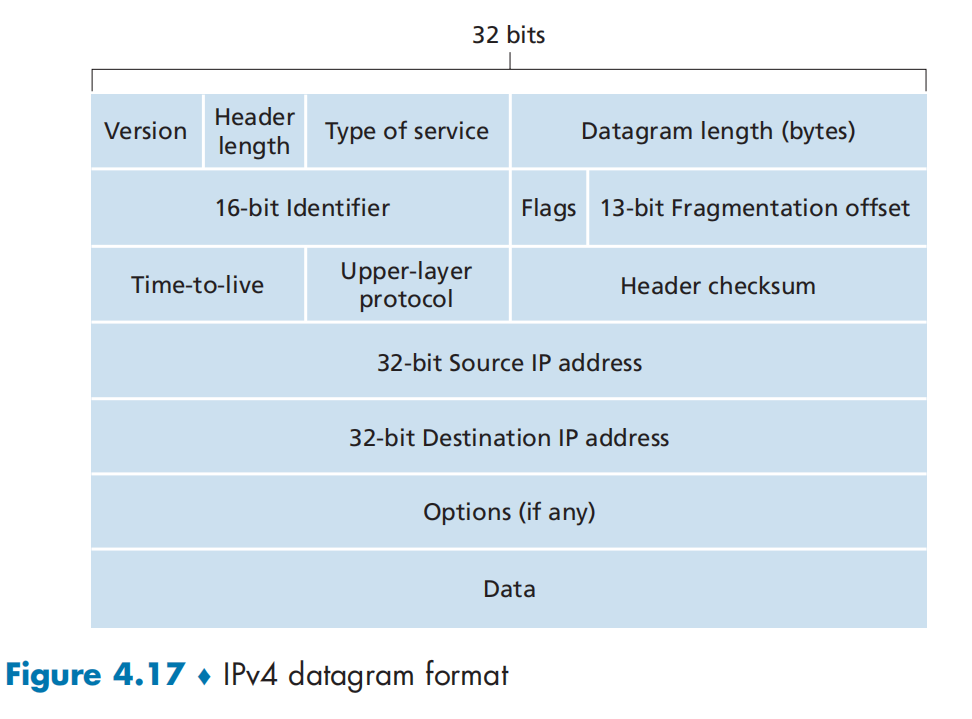 32 bits
Version
Header
length
Type of service
Datagram length (bytes)
16-bit Identifier
Flags
13-bit Fragmentation offset
Time-to-live
Upper-layer
protocol
Header checksum
32-bit Source IP address
32-bit Destination IP address
Options (if any)
Data
Figure 4.17 ♦ IPv4 datagram format